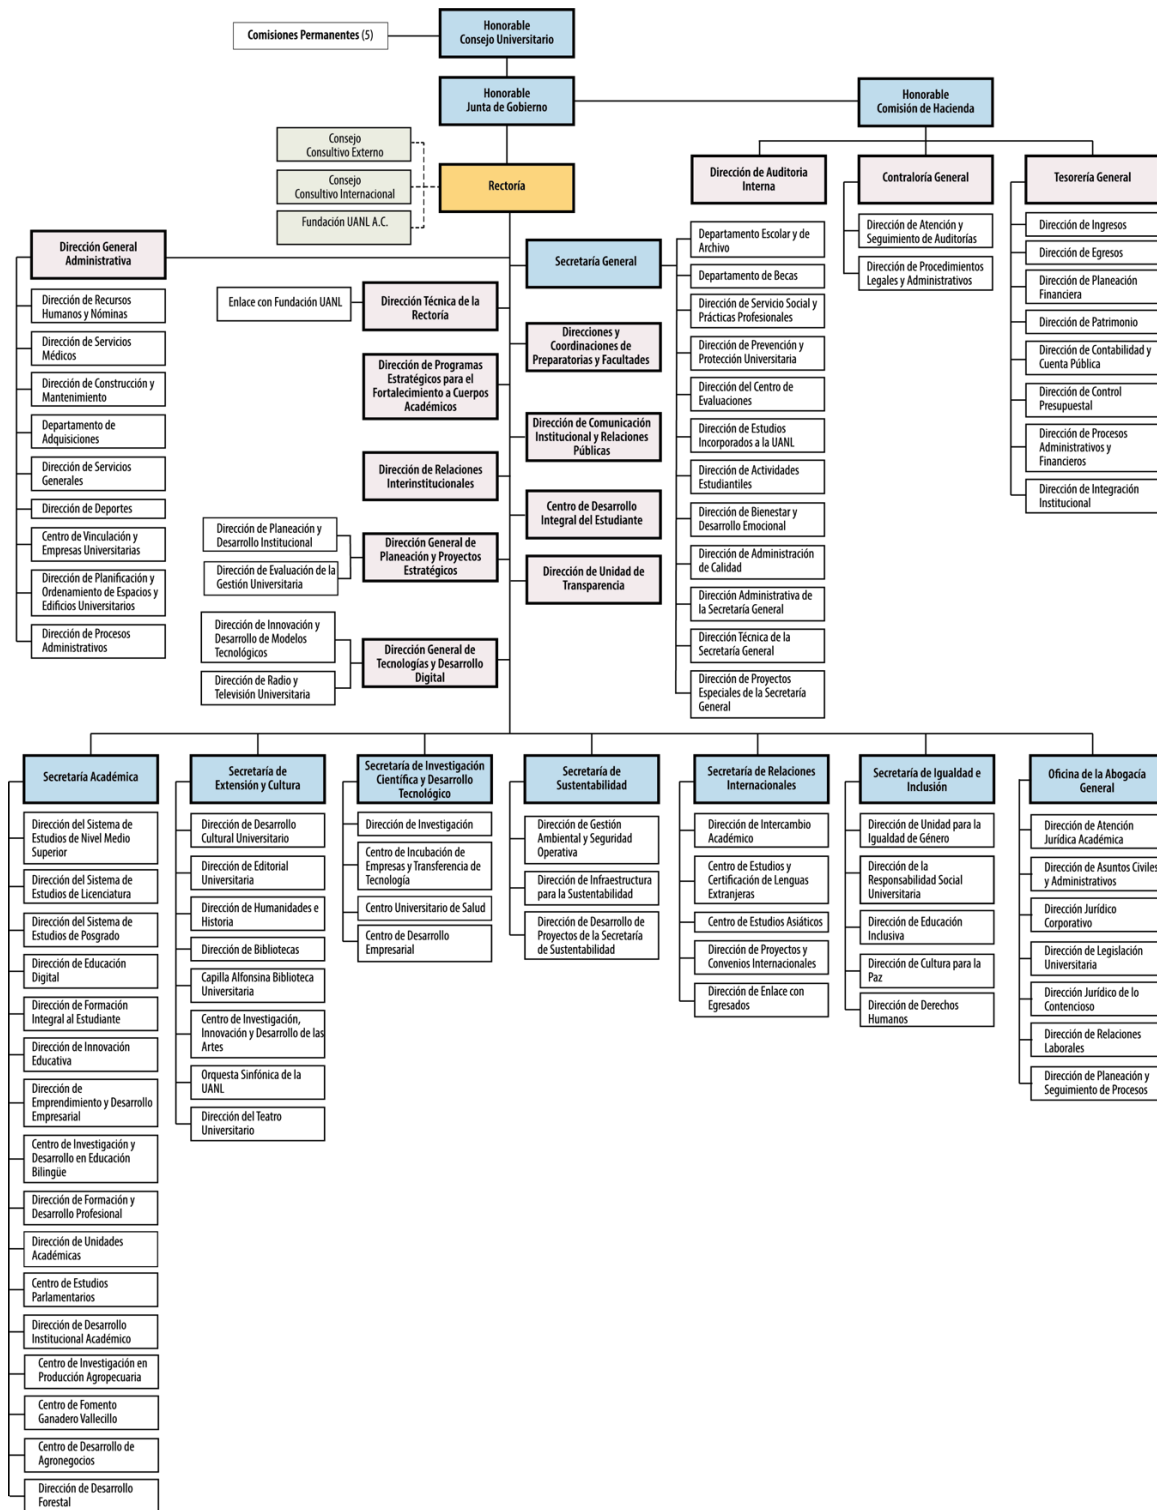 Comisiones Permanentes (5)
Honorable
Consejo Universitario
Honorable
Junta de Gobierno
Honorable
Comisión de Hacienda
Consejo
Consultivo Externo
Consejo
Consultivo Internacional
Fundación UANL A.C.
Rectoría
Dirección de Auditoria
Interna
Contraloría General
Dirección de Atención y
Seguimiento de Auditorías
Dirección de Procedimientos
Legales y Administrativos
Tesorería General
Dirección de Ingresos
Dirección de Egresos
Dirección de Planeación
Financiera
Dirección de Patrimonio
Dirección de Contabilidad y
Cuenta Pública
Dirección de Control
Presupuestal
Dirección de Procesos
Administrativos y
Financieros
Dirección de Integración
Institucional
Dirección General
Administrativa
Dirección de Recursos
Humanos y Nóminas
Dirección de Servicios
Médicos
Dirección de Construcción y
Mantenimiento
Departamento de
Adquisiciones
Dirección de Servicios
Generales
Dirección de Deportes
Centro de Vinculación y
Empresas Universitarias
Dirección de Planificación y
Ordenamiento de Espacios y
Edificios Universitarios
Dirección de Procesos
Administrativos
Enlace con Fundación UANL
Dirección Técnica de la
Rectoría
Dirección de Programas
Estratégicos para el
Fortalecimiento a Cuerpos
Académicos
Dirección de Relaciones
Interinstitucionales
Dirección de Planeación y
Desarrollo Institucional
Dirección de Evaluación de la
Gestión Universitaria
Dirección General de
Planeación y Proyectos
Estratégicos
Dirección de Innovación y
Desarrollo de Modelos
Tecnológicos
Dirección de Radio y
Televisión Universitaria
Dirección General de
Tecnologías y Desarrollo
Digital
Secretaría General
Direcciones y
Coordinaciones de
Preparatorias y Facultades
Dirección de Comunicación
Institucional y Relaciones
Públicas
Centro de Desarrollo
Integral del Estudiante
Dirección de Unidad de
Transparencia
Departamento Escolar y de
Archivo
Departamento de Becas
Dirección de Servicio Social y
Prácticas Profesionales
Dirección de Prevención y
Protección Universitaria
Dirección del Centro de
Evaluaciones
Dirección de Estudios
Incorporados a la UANL
Dirección de Actividades
Estudiantiles
Dirección de Bienestar y
Desarrollo Emocional
Dirección de Administración
de Calidad
Dirección Administrativa de
la Secretaría General
Dirección Técnica de la
Secretaría General
Dirección de Proyectos
Especiales de la Secretaría
General
Secretaría Académica
Dirección del Sistema de
Estudios de Nivel Medio
Superior
Dirección del Sistema de
Estudios de Licenciatura
Dirección del Sistema de
Estudios de Posgrado
Dirección de Educación
Digital
Dirección de Formación
Integral al Estudiante
Dirección de Innovación
Educativa
Dirección de
Emprendimiento y Desarrollo
Empresarial
Centro de Investigación y
Desarrollo en Educación
Bilingüe
Dirección de Formación y
Desarrollo Profesional
Dirección de Unidades
Académicas
Centro de Estudios
Parlamentarios
Dirección de Desarrollo
Institucional Académico
Centro de Investigación en
Producción Agropecuaria
Centro de Fomento
Ganadero Vallecillo
Centro de Desarrollo de
Agronegocios
Dirección de Desarrollo
Forestal
Secretaría de
Extensión y Cultura
Dirección de Desarrollo
Cultural Universitario
Dirección de Editorial
Universitaria
Dirección de Humanidades e
Historia
Dirección de Bibliotecas
Capilla Alfonsina Biblioteca
Universitaria
Centro de Investigación,
Innovación y Desarrollo de las
Artes
Orquesta Sinfónica de la
UANL
Dirección del Teatro
Universitario
Secretaría de Investigación
Científica y Desarrollo
Tecnológico
Dirección de Investigación
Centro de Incubación de
Empresas y Transferencia de
Tecnología
Centro Universitario de Salud
Centro de Desarrollo
Empresarial
Secretaría de
Sustentabilidad
Dirección de Gestión
Ambiental y Seguridad
Operativa
Dirección de Infraestructura
para la Sustentabilidad
Dirección de Desarrollo de
Proyectos de la Secretaría
de Sustentabilidad
Secretaría de Relaciones
Internacionales
Dirección de Intercambio
Académico
Centro de Estudios y
Certificación de Lenguas
Extranjeras
Centro de Estudios Asiáticos
Dirección de Proyectos y
Convenios Internacionales
Dirección de Enlace con
Egresados
Secretaría de Igualdad e
Inclusión
Dirección de Unidad para la
Igualdad de Género
Dirección de la
Responsabilidad Social
Universitaria
Dirección de Educación
Inclusiva
Dirección de Cultura para la
Paz
Dirección de Derechos
Humanos
Oficina de la Abogacía
General
Dirección de Atención
Jurídica Académica
Dirección de Asuntos Civiles
y Administrativos
Dirección Jurídico
Corporativo
Dirección de Legislación
Universitaria
Dirección Jurídico de lo
Contencioso
Dirección de Relaciones
Laborales
Dirección de Planeación y
Seguimiento de Procesos